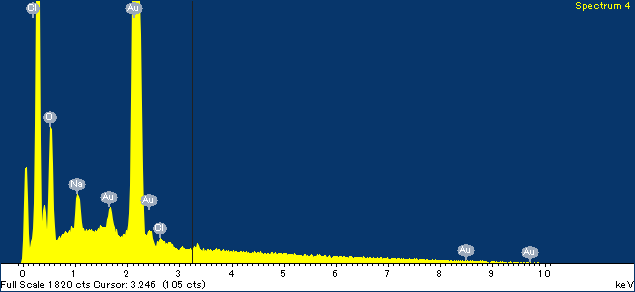 Spectrum 4
Cl Au
O
Na
Au Au
Cl
Au Au
0 1 2 3 4 5 6 7 8 9 10
Full Scale 1820 cts Cursor: 3.246 (105 cts) keV